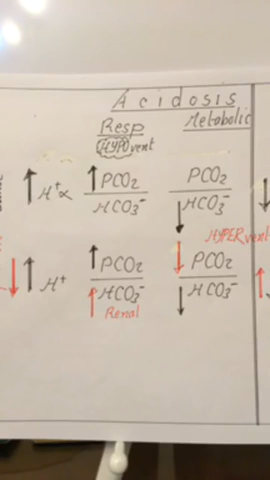 Acidosis
Resp Metabolic
HYPOvent
↑ H⁺ ∝ ↑PCO2 PCO2
HCO3⁻ ↓HCO3⁻
HYPERvent
↓ ↑ H⁺ ↑PCO2 ↓PCO2
↑HCO3⁻ ↓HCO3⁻
Renal